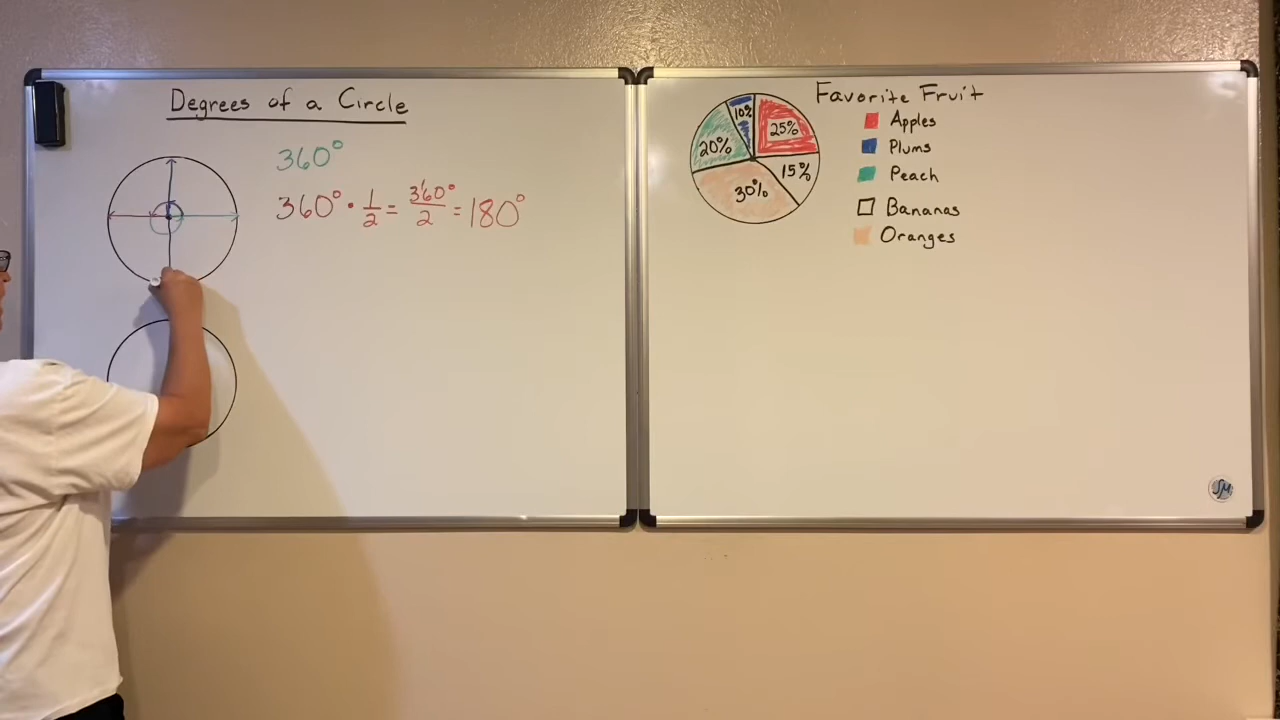 Degrees of a Circle
360°
360° · 1/2 = 360°/2 = 180°
Favorite Fruit
10%
25%
20%
15%
30%
Apples
Plums
Peach
Bananas
Oranges
SM